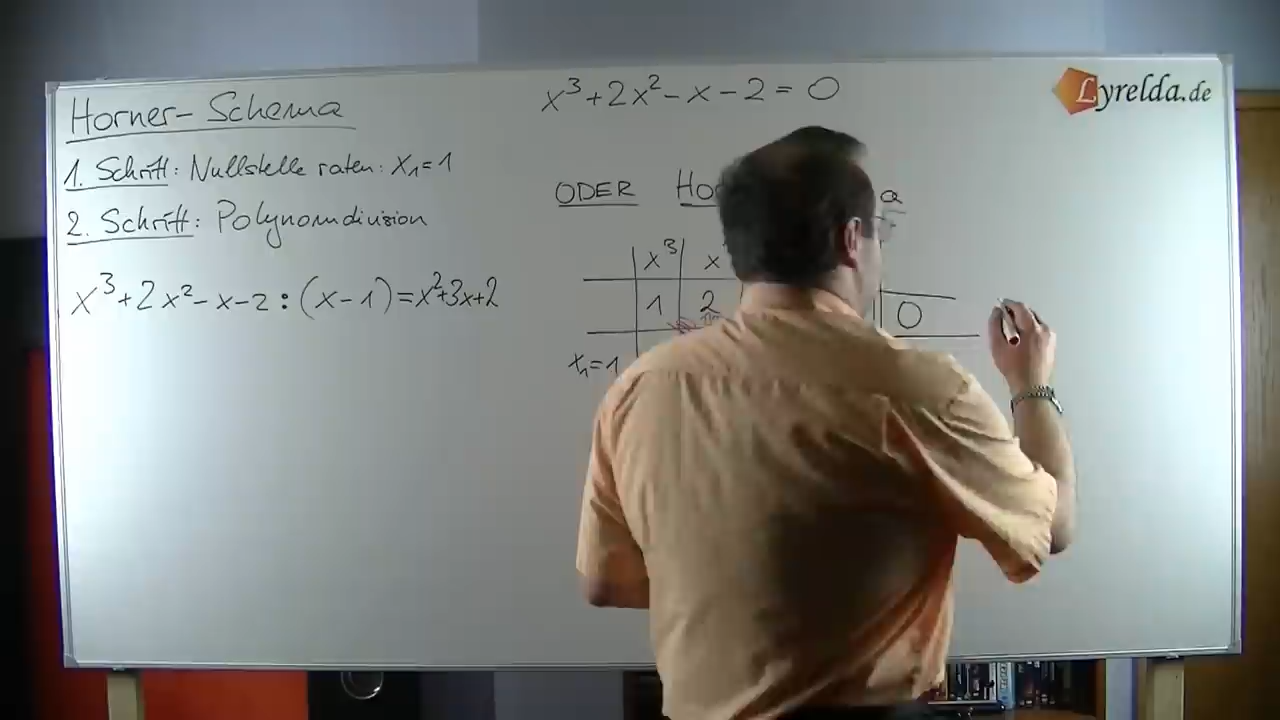 Horner-Schema
1. Schritt: Nullstelle raten: x₁=1
2. Schritt: Polynomdivision
x³+2x²-x-2:(x-1)=x²+3x+2
x³+2x²-x-2=0
Lyrelda.de
ODER
x³ x
1 2 0
x₁=1